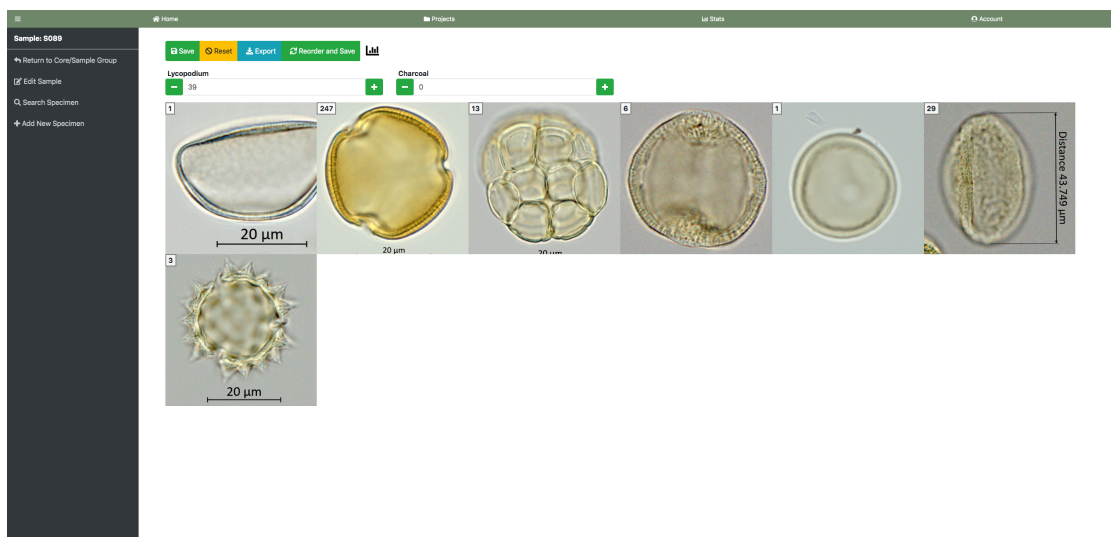 Home
Projects
Stats
Account
Sample: S089
Return to Core/Sample Group
Edit Sample
Search Specimen
Add New Specimen
Save Reset Export Reorder and Save
Lycopodium Charcoal
39 0
1 247 13 6 1 29
20 µm
20 µm
20 µm
Distance 43.749 µm
3
20 µm